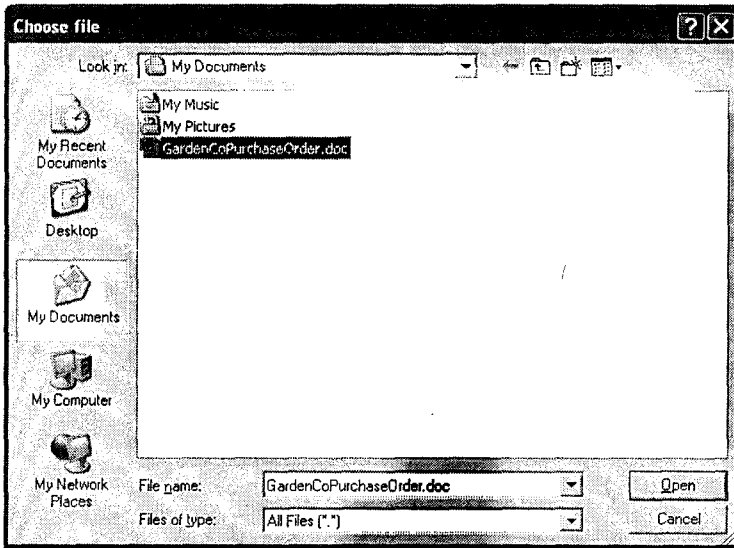 Choose file
Look in: My Documents
My Music
My Pictures
GardenCoPurchaseOrder.doc
My Recent
Documents
Desktop
My Documents
My Computer
My Network
Places
File name: GardenCoPurchaseOrder.doc Open
Files of type: All Files (*.*) Cancel